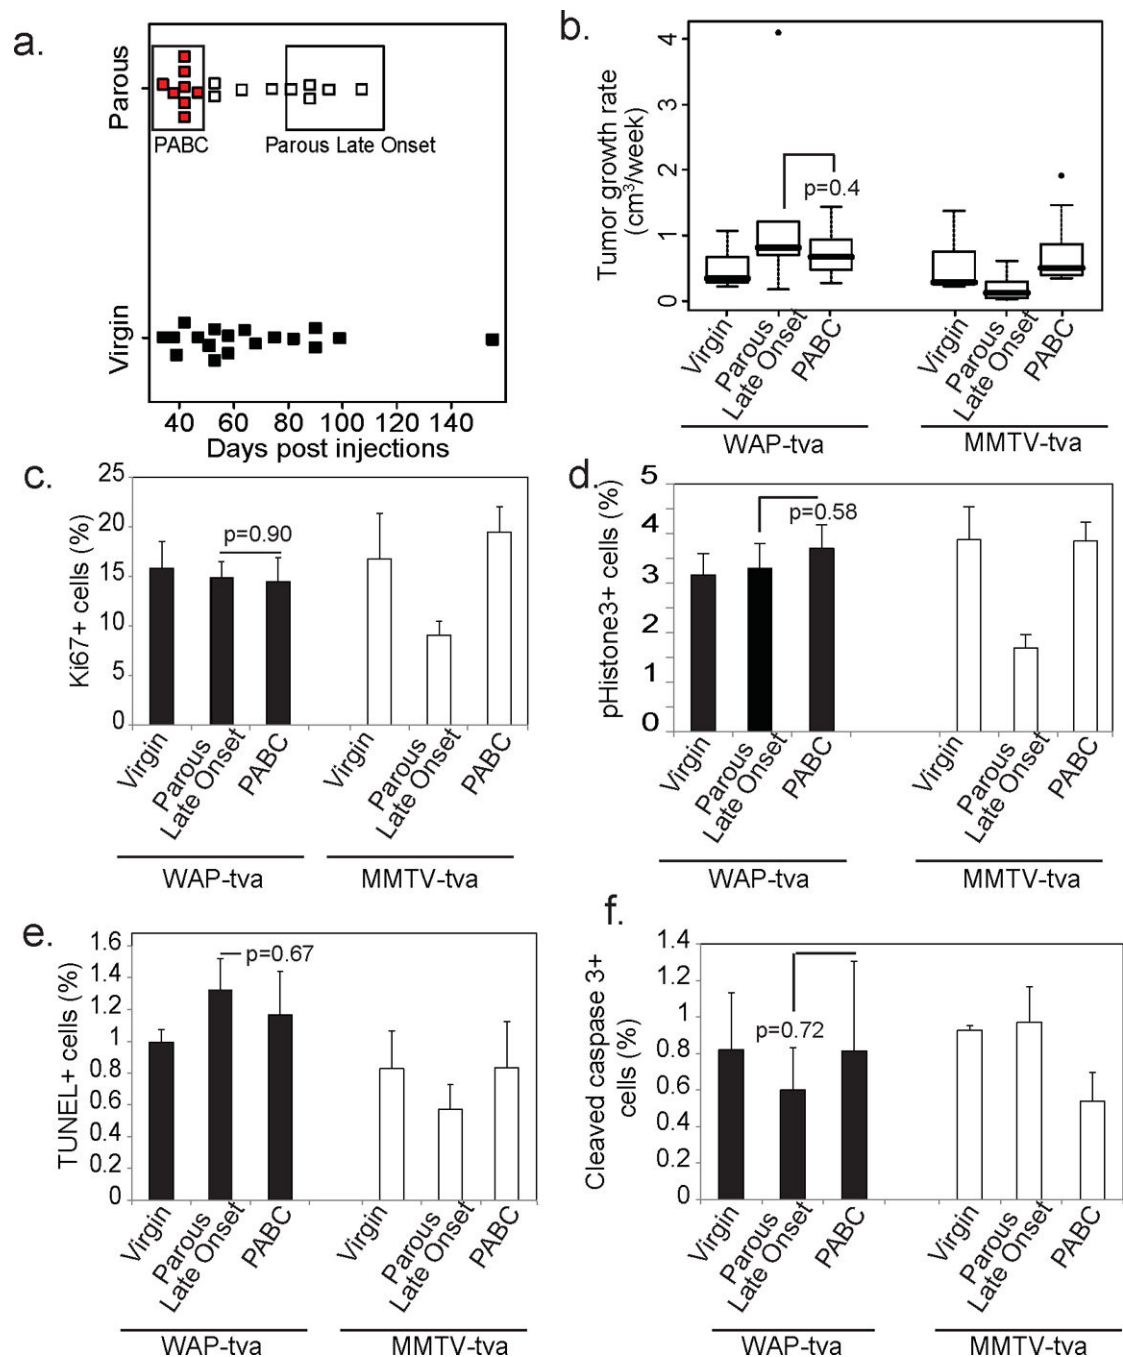 a.
Parous
PABC
Parous Late Onset
Virgin
40 60 80 100 120 140
Days post injections
b.
Tumor growth rate
(cm³/week)
4
3
2
1
0
p=0.4
Virgin
Parous
Late Onset
PABC
Virgin
Parous
Late Onset
PABC
WAP-tva
MMTV-tva
c.
Ki67+ cells (%)
25
20
15
10
5
0
p=0.90
Virgin
Parous
Late Onset
PABC
Virgin
Parous
Late Onset
PABC
WAP-tva
MMTV-tva
d.
pHistone3+ cells (%)
5
4
4
3
3
2
2
1
1
0
0
p=0.58
Virgin
Parous
Late Onset
PABC
Virgin
Parous
Late Onset
PABC
WAP-tva
MMTV-tva
e.
TUNEL+ cells (%)
1.6
1.4
1.2
1
0.8
0.6
0.4
0.2
0
p=0.67
Virgin
Parous
Late Onset
PABC
Virgin
Parous
Late Onset
PABC
WAP-tva
MMTV-tva
f.
Cleaved caspase 3+
cells (%)
1.4
1.2
1
0.8
0.6
0.4
0.2
0
p=0.72
Virgin
Parous
Late Onset
PABC
Virgin
Parous
Late Onset
PABC
WAP-tva
MMTV-tva